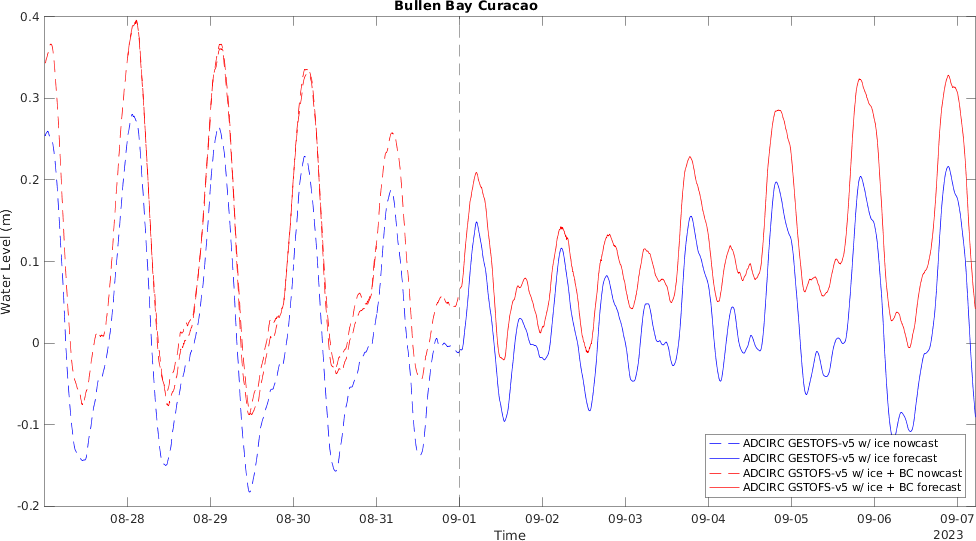 Bullen Bay Curacao
0.4
0.3
0.2
0.1
0
-0.1
-0.2
Water Level (m)
ADCIRC GESTOFS-v5 w/ ice nowcast
ADCIRC GESTOFS-v5 w/ ice forecast
ADCIRC GSTOFS-v5 w/ ice + BC nowcast
ADCIRC GSTOFS-v5 w/ ice + BC forecast
08-28 08-29 08-30 08-31 09-01 09-02 09-03 09-04 09-05 09-06 09-07
Time
2023